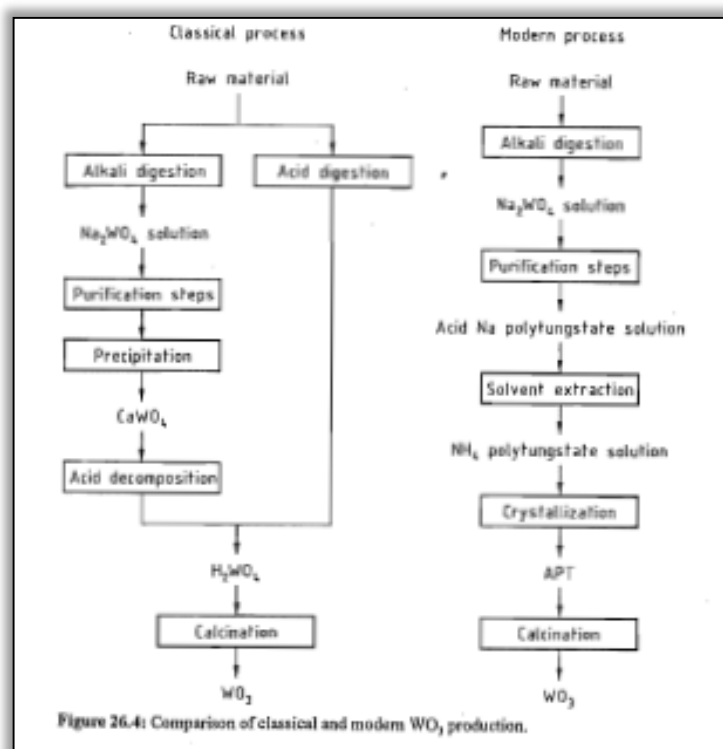 Classical process
Raw material
Alkali digestion
Acid digestion
Na₂WO₄ solution
Purification steps
Precipitation
CaWO₄
Acid decomposition
H₂WO₄
Calcination
WO₃
Modern process
Raw material
Alkali digestion
Na₂WO₄ solution
Purification steps
Acid Na polytungstate solution
Solvent extraction
NH₄ polytungstate solution
Crystallization
APT
Calcination
WO₃
Figure 26.4: Comparison of classical and modern WO₃ production.